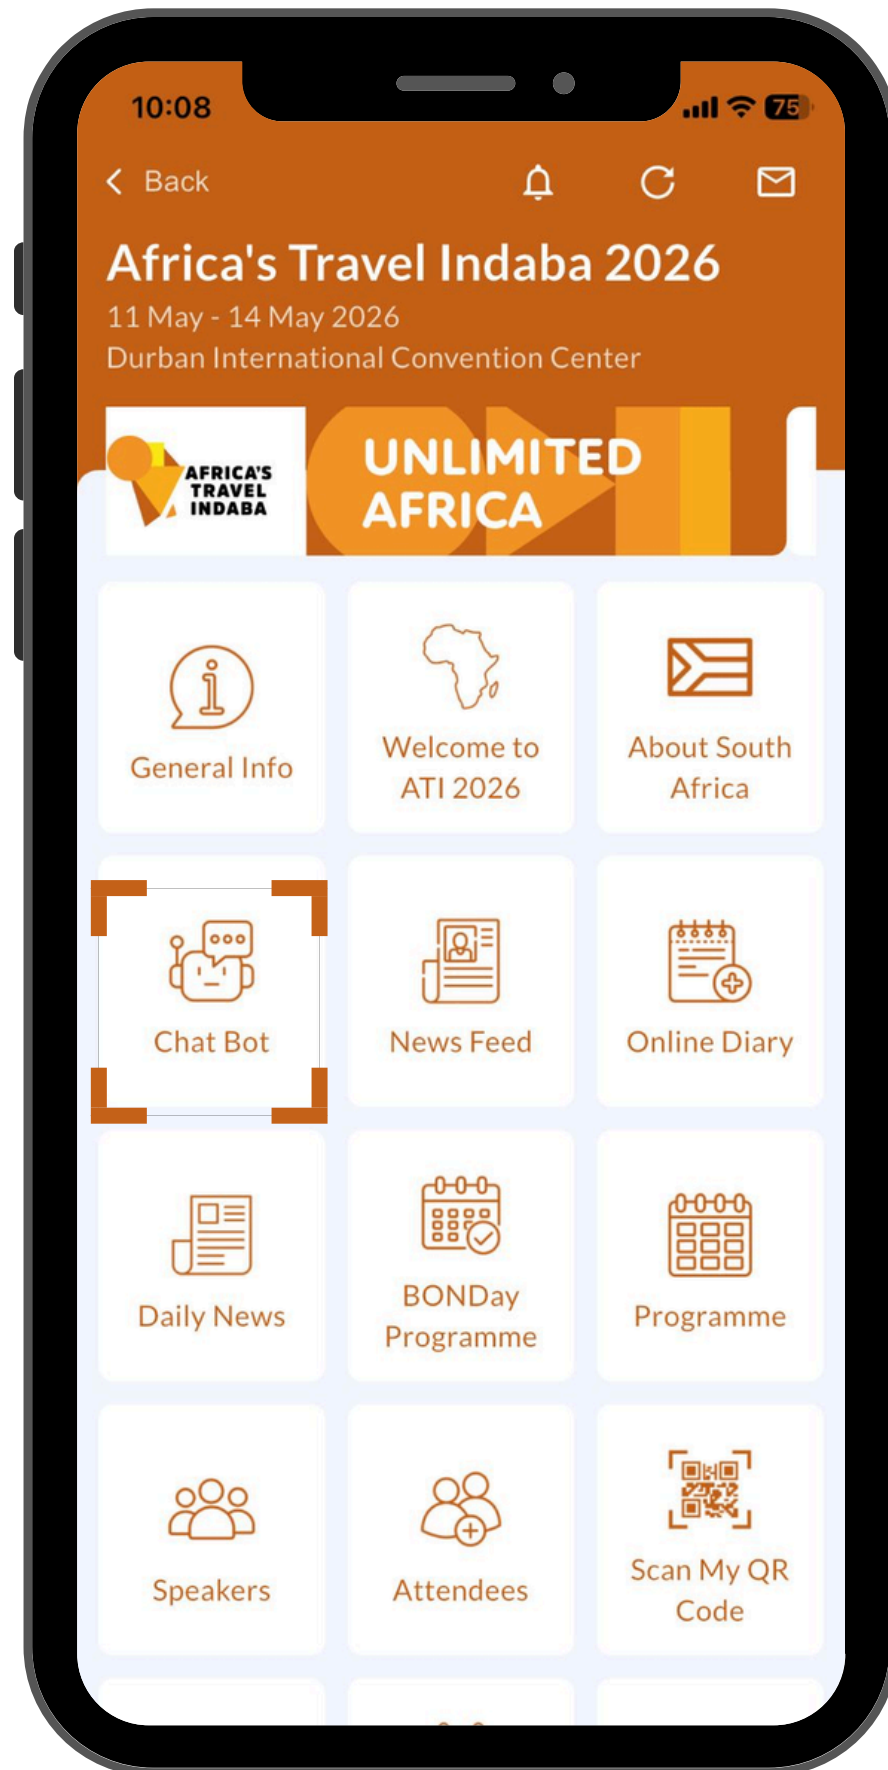 10:08
75
Back
Africa's Travel Indaba 2026
11 May - 14 May 2026
Durban International Convention Center
AFRICA'S
TRAVEL
INDABA
UNLIMITED
AFRICA
General Info
Welcome to
ATI 2026
About South
Africa
Chat Bot
News Feed
Online Diary
Daily News
BONDay
Programme
Programme
Speakers
Attendees
Scan My QR
Code